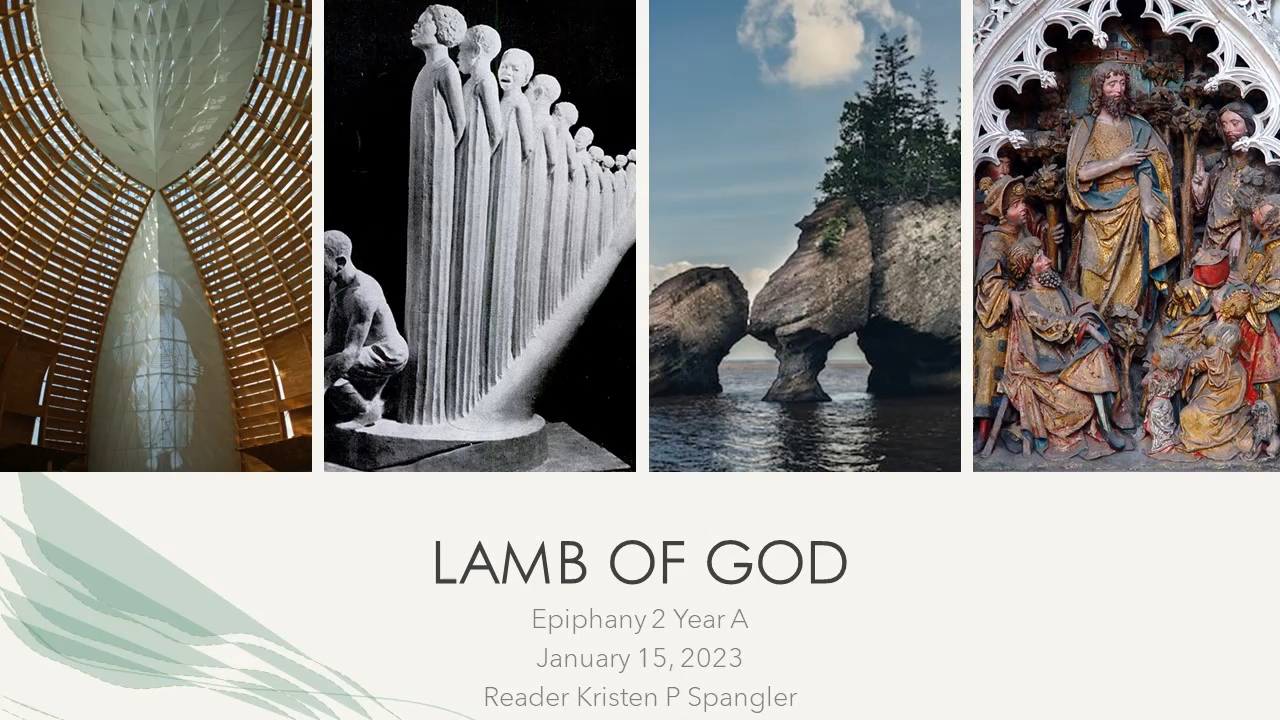 LAMB OF GOD
Epiphany 2 Year A
January 15, 2023
Reader Kristen P Spangler